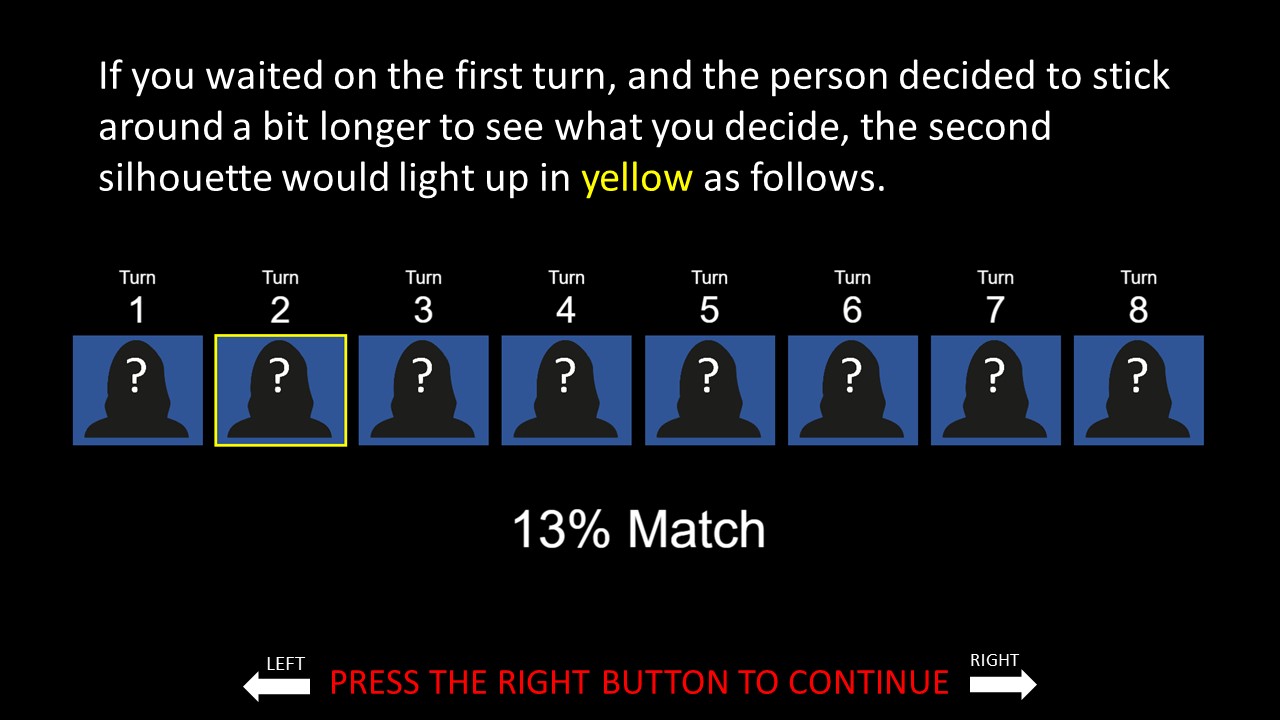 If you waited on the first turn, and the person decided to stick
around a bit longer to see what you decide, the second
silhouette would light up in yellow as follows.
Turn Turn Turn Turn Turn Turn Turn Turn
1 2 3 4 5 6 7 8
? ? ? ? ? ? ? ?
13% Match
LEFT PRESS THE RIGHT BUTTON TO CONTINUE RIGHT